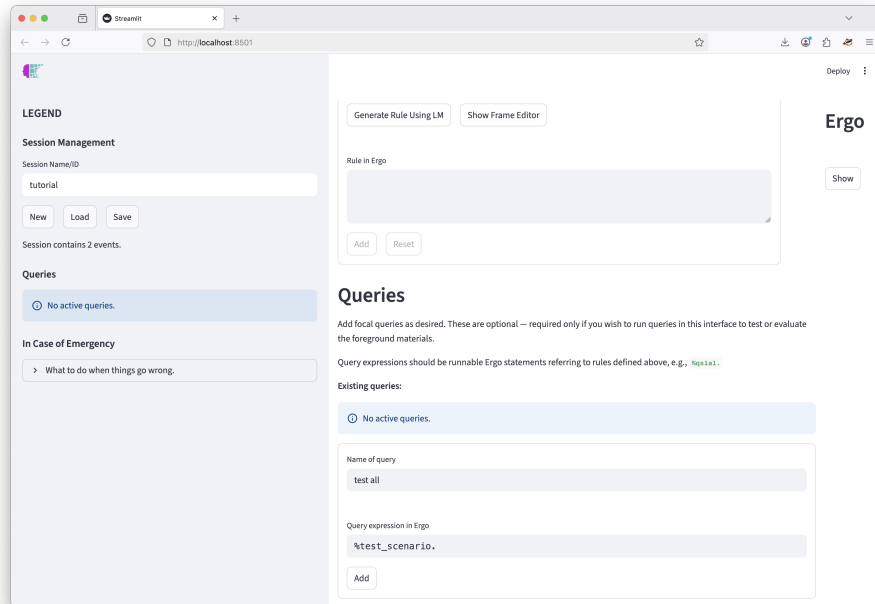 Streamlit
http://localhost:8501
Deploy
LEGEND
Session Management
Session Name/ID
tutorial
New
Load
Save
Session contains 2 events.
Queries
No active queries.
In Case of Emergency
What to do when things go wrong.
Generate Rule Using LM
Show Frame Editor
Rule in Ergo
Add
Reset
Queries
Add focal queries as desired. These are optional — required only if you wish to run queries in this interface to test or evaluate
the foreground materials.
Query expressions should be runnable Ergo statements referring to rules defined above, e.g., %qs1a1.
Existing queries:
No active queries.
Name of query
test all
Query expression in Ergo
%test_scenario.
Add
Ergo
Show